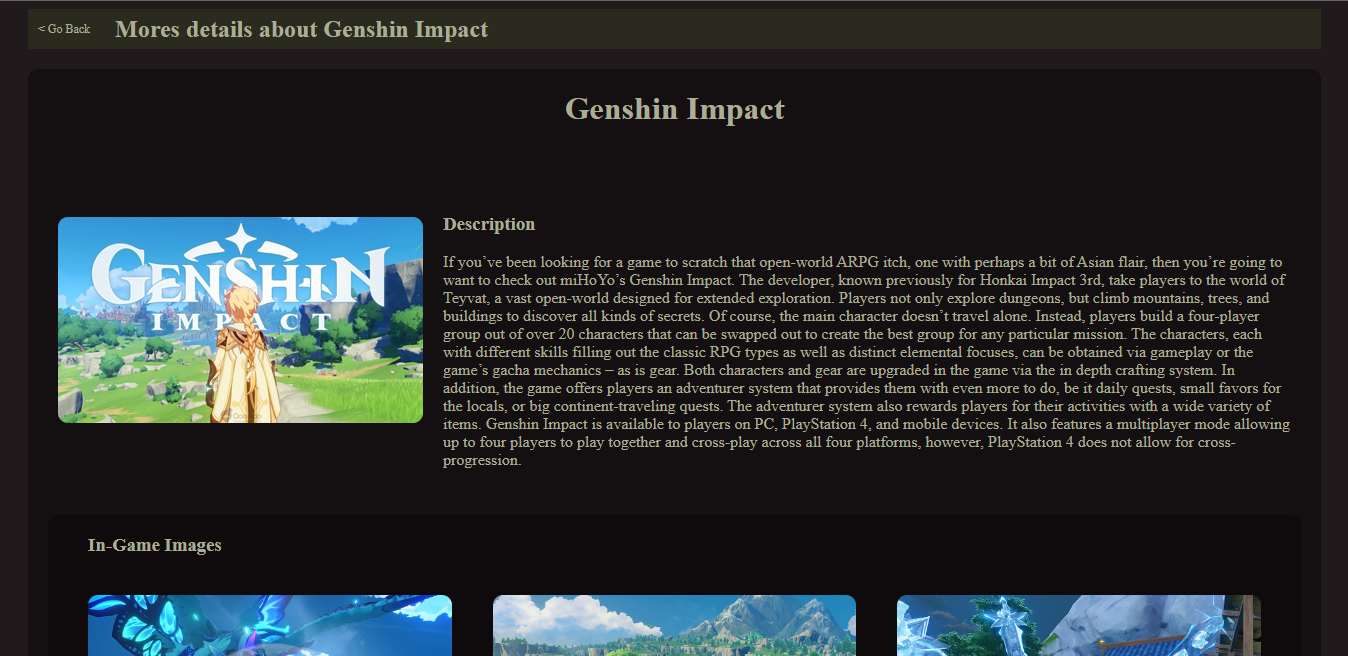 < Go Back
Mores details about Genshin Impact
Genshin Impact
GENSHIN
IMPACT
Description
If you’ve been looking for a game to scratch that open-world ARPG itch, one with perhaps a bit of Asian flair, then you’re going to
want to check out miHoYo’s Genshin Impact. The developer, known previously for Honkai Impact 3rd, take players to the world of
Teyvat, a vast open-world designed for extended exploration. Players not only explore dungeons, but climb mountains, trees, and
buildings to discover all kinds of secrets. Of course, the main character doesn’t travel alone. Instead, players build a four-player
group out of over 20 characters that can be swapped out to create the best group for any particular mission. The characters, each
with different skills filling out the classic RPG types as well as distinct elemental focuses, can be obtained via gameplay or the
game’s gacha mechanics – as is gear. Both characters and gear are upgraded in the game via the in depth crafting system. In
addition, the game offers players an adventurer system that provides them with even more to do, be it daily quests, small favors for
the locals, or big continent-traveling quests. The adventurer system also rewards players for their activities with a wide variety of
items. Genshin Impact is available to players on PC, PlayStation 4, and mobile devices. It also features a multiplayer mode allowing
up to four players to play together and cross-play across all four platforms, however, PlayStation 4 does not allow for cross-
progression.
In-Game Images